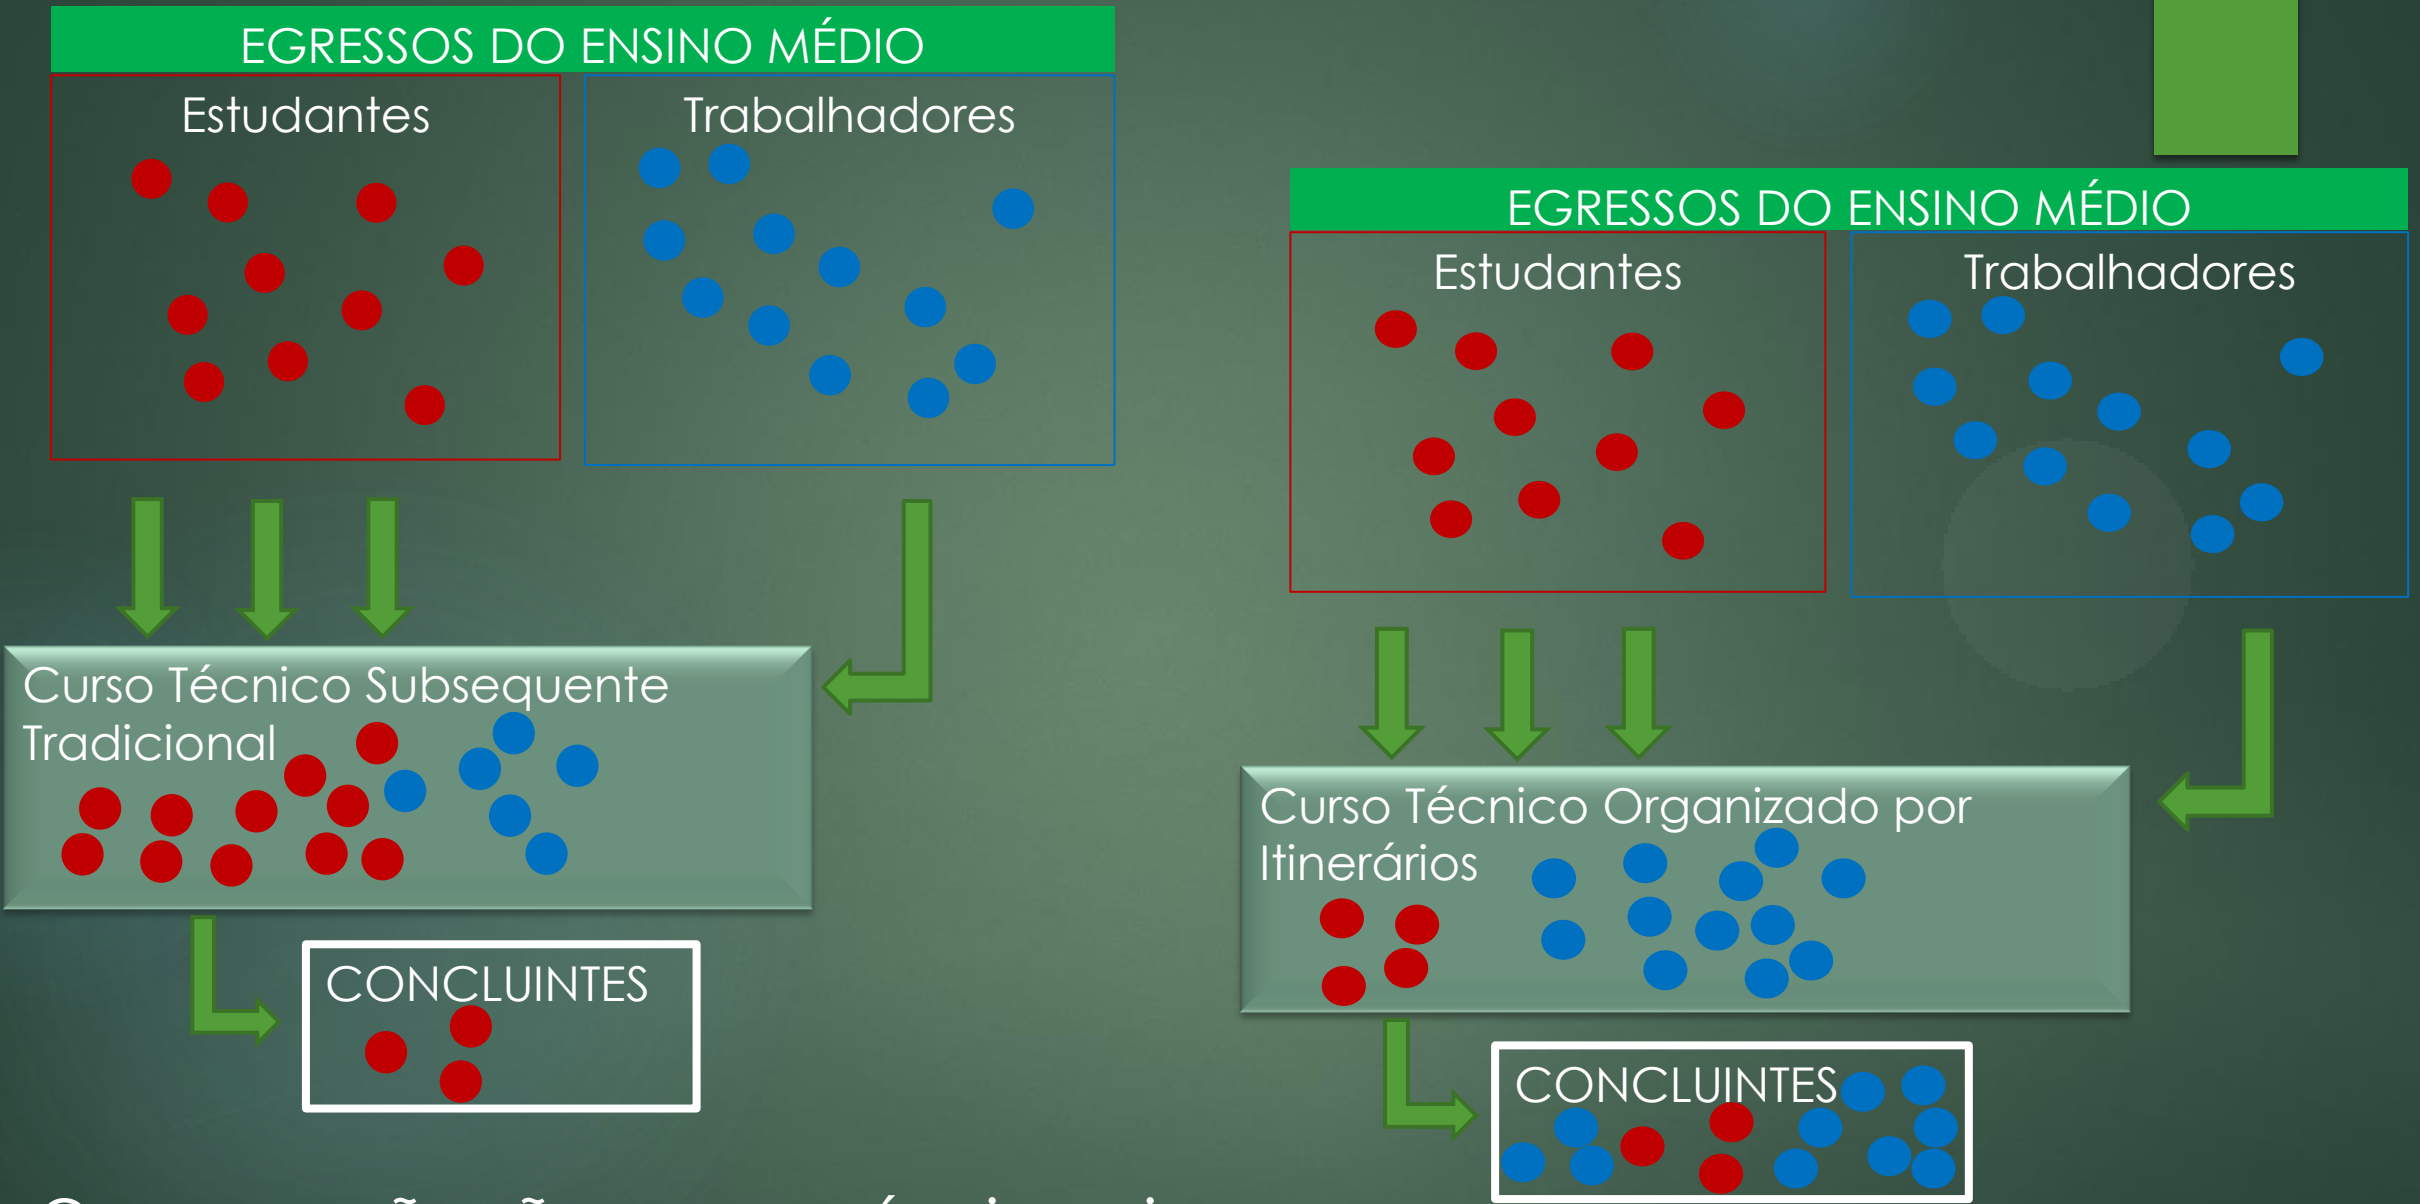 EGRESSOS DO ENSINO MÉDIO
Estudantes
Trabalhadores
Curso Técnico Subsequente
Tradicional
CONCLUINTES
EGRESSOS DO ENSINO MÉDIO
Estudantes
Trabalhadores
Curso Técnico Organizado por
Itinerários
CONCLUINTES